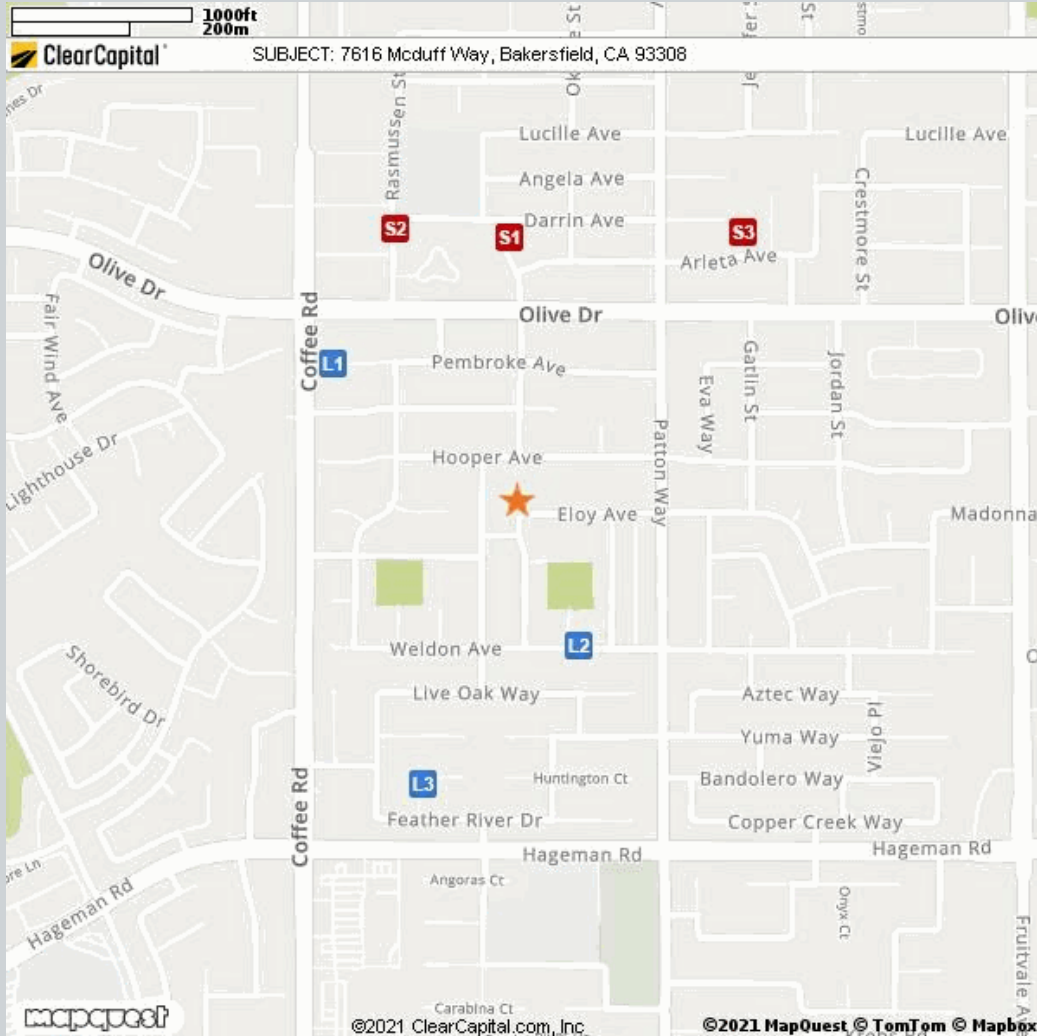 1000ft
200m
ClearCapital
SUBJECT: 7616 Mcduff Way, Bakersfield, CA 93308
Rasmussen St
Lucille Ave
Lucille Ave
Angela Ave
Crestmore St
Darrin Ave
S2
S1
S3
Arleta Ave
Olive Dr
Coffee Rd
Olive Dr
Fair Wind Ave
L1
Pembroke Ave
Gatlin St
Jordan St
Eva Way
Patton Way
Hooper Ave
Lighthouse Dr
Eloy Ave
Madonna
Weldon Ave
L2
Shorebird Dr
Live Oak Way
Aztec Way
Viejo Pl
Yuma Way
L3
Huntington Ct
Bandolero Way
Coffee Rd
Feather River Dr
Copper Creek Way
Hageman Rd
Hageman Rd
Angoras Ct
Hageman Rd
Onyx Ct
Fruitvale A
Carabina Ct
mapquest
©2021 ClearCapital.com, Inc
©2021 MapQuest © TomTom © Mapbox